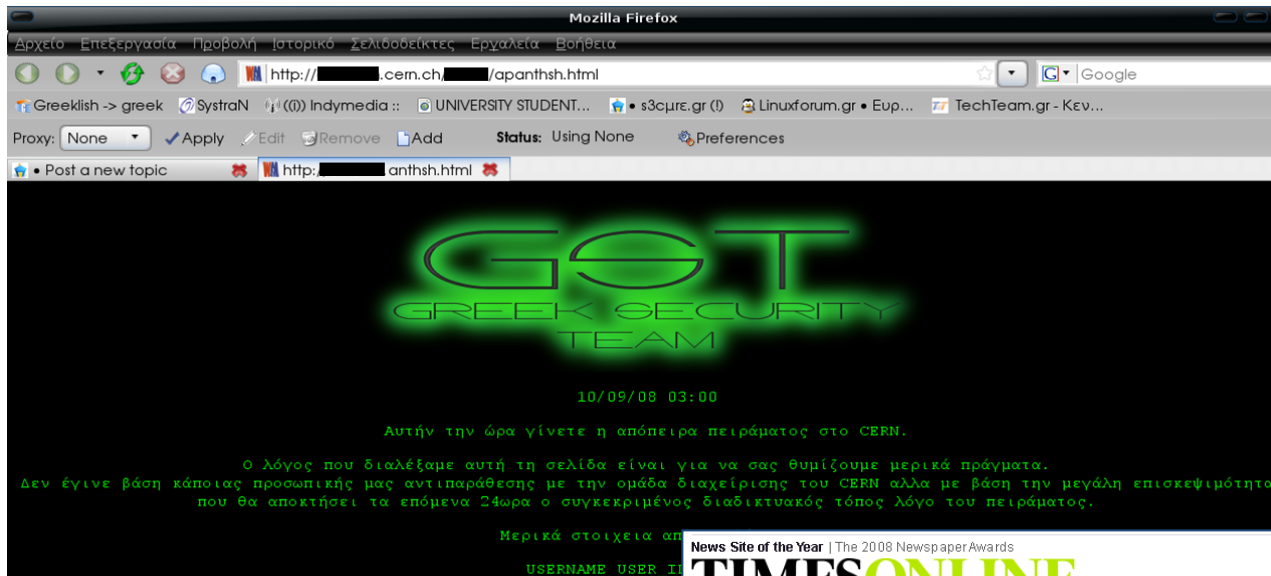 Mozilla Firefox
Αρχείο Επεξεργασία Προβολή Ιστορικό Σελιδοδείκτες Εργαλεία Βοήθεια
http:// .cern.ch/ /apanthsh.html
G Google
Greeklish -> greek SystraN ((())) Indymedia :: UNIVERSITY STUDENT... • s3cμrε.gr (!) Linuxforum.gr • Ευρ... TechTeam.gr - Κεν...
Proxy: None Apply Edit Remove Add Status: Using None Preferences
• Post a new topic http:/ anthsh.html
GST
GREEK SECURITY
TEAM
10/09/08 03:00
Αυτήν την ώρα γίνετε η απόπειρα πειράματος στο CERN.
Ο λόγος που διαλέξαμε αυτή τη σελίδα είναι για να σας θυμίζουμε μερικά πράγματα.
Δεν έγινε βάση κάποιας προσωπικής μας αντιπαράθεσης με την ομάδα διαχείρισης του CERN αλλα με βάση την μεγάλη επισκεψιμότητα
που θα αποκτήσει τα επόμενα 24ωρα ο συγκεκριμένος διαδικτυακός τόπος λόγο του πειράματος.
Μερικά στοιχεια απ
USERNAME USER
News Site of the Year | The 2008 Newspaper Awards
TIMESONLINE